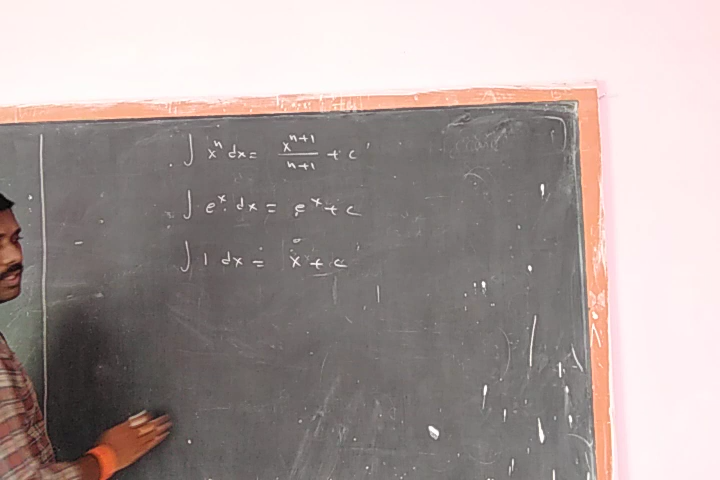 ∫ xⁿ dx = xⁿ⁺¹/n+1 + c
∫ eˣ. dx = eˣ + c
∫ 1 dx = x + c